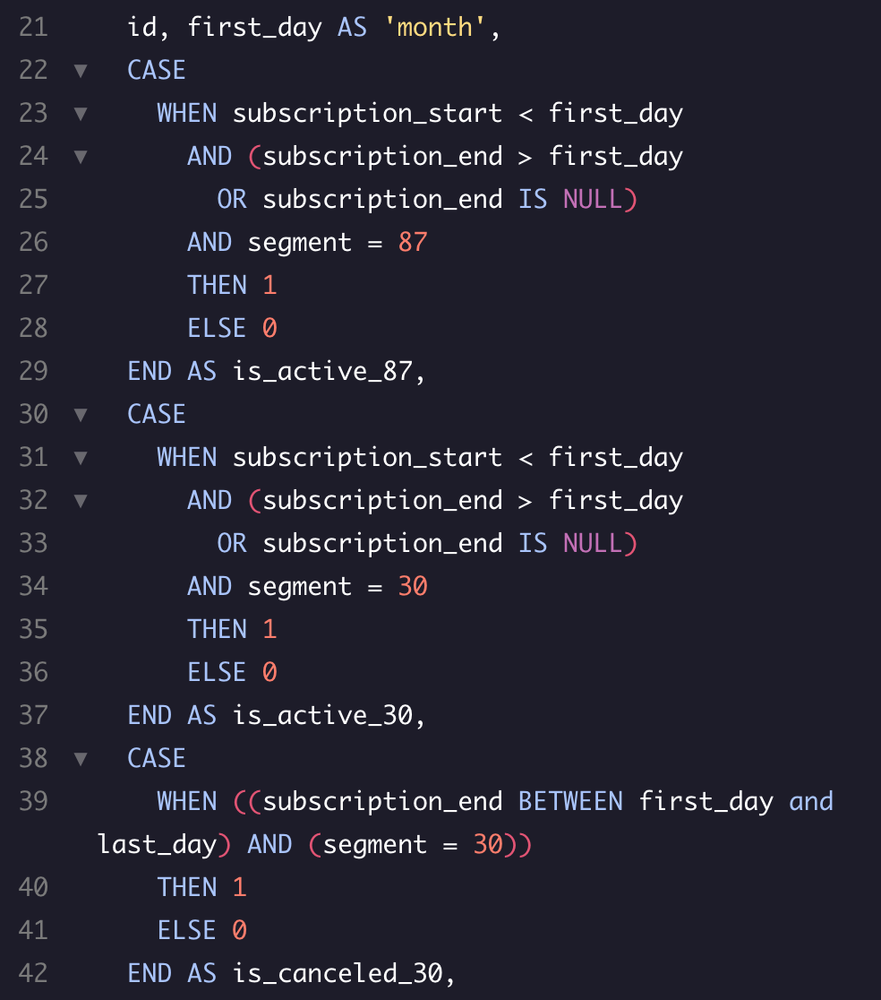 21 id, first_day AS 'month',
22 ▼ CASE
23 ▼ WHEN subscription_start < first_day
24 ▼ AND (subscription_end > first_day
25 OR subscription_end IS NULL)
26 AND segment = 87
27 THEN 1
28 ELSE 0
29 END AS is_active_87,
30 ▼ CASE
31 ▼ WHEN subscription_start < first_day
32 ▼ AND (subscription_end > first_day
33 OR subscription_end IS NULL)
34 AND segment = 30
35 THEN 1
36 ELSE 0
37 END AS is_active_30,
38 ▼ CASE
39 WHEN ((subscription_end BETWEEN first_day and
last_day) AND (segment = 30))
40 THEN 1
41 ELSE 0
42 END AS is_canceled_30,